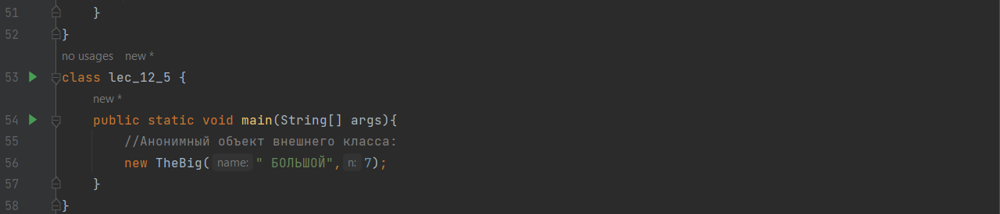 51 }
52 }
no usages new *
53 class lec_12_5 {
new *
54 public static void main(String[] args){
55 //Анонимный объект внешнего класса:
56 new TheBig( name: " БОЛЬШОЙ", n: 7);
57 }
58 }